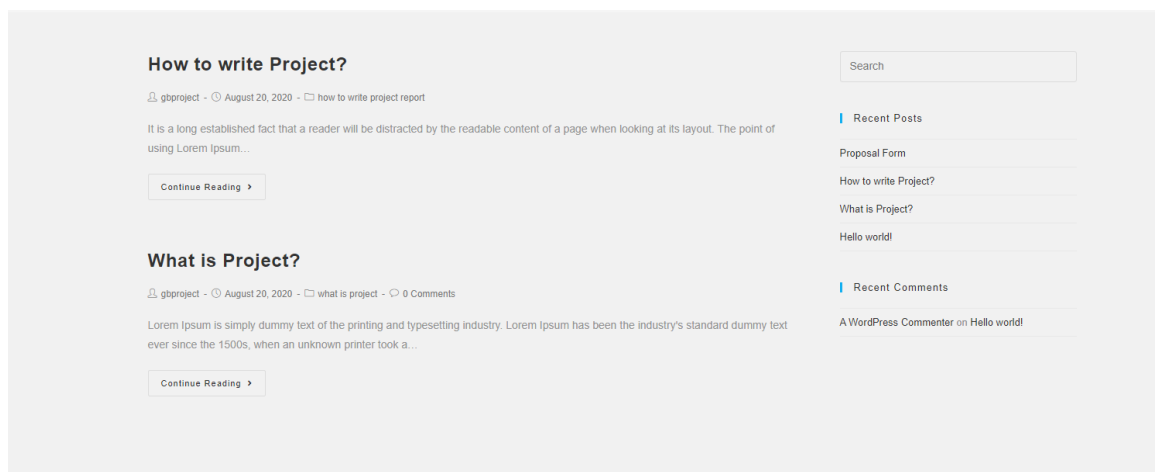 How to write Project?
gbproject - August 20, 2020 - how to write project report
It is a long established fact that a reader will be distracted by the readable content of a page when looking at its layout. The point of
using Lorem Ipsum…
Continue Reading
What is Project?
gbproject - August 20, 2020 - what is project - 0 Comments
Lorem Ipsum is simply dummy text of the printing and typesetting industry. Lorem Ipsum has been the industry's standard dummy text
ever since the 1500s, when an unknown printer took a…
Continue Reading
Search
Recent Posts
Proposal Form
How to write Project?
What is Project?
Hello world!
Recent Comments
A WordPress Commenter on Hello world!